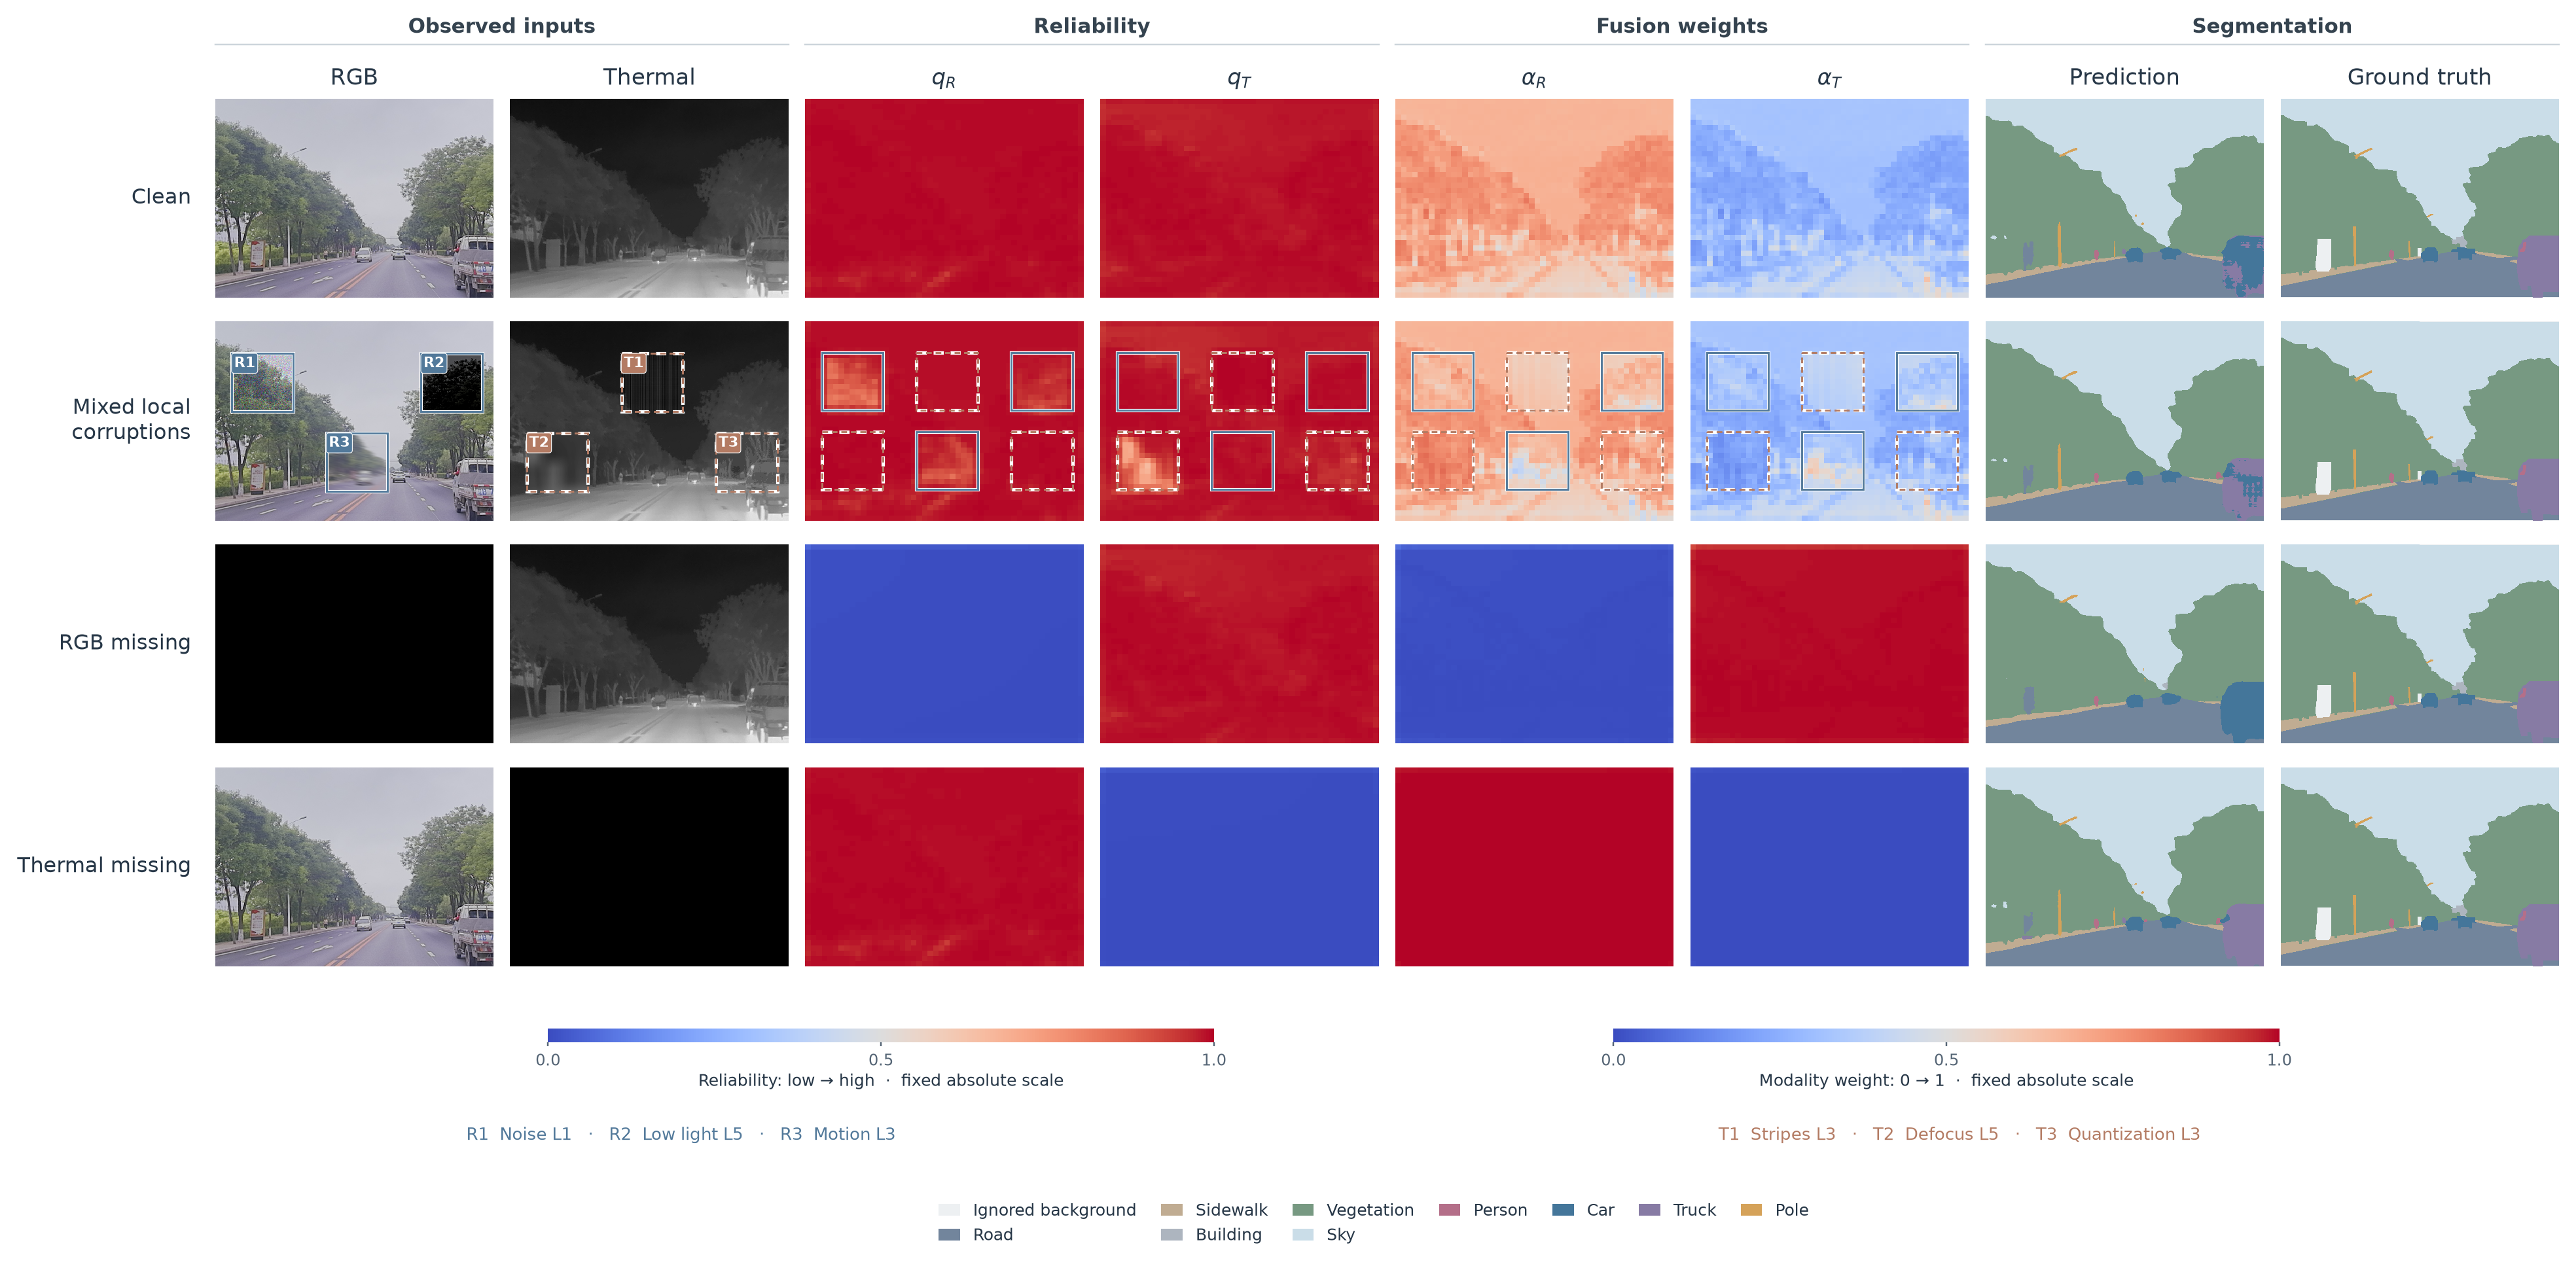 Observed inputs Reliability Fusion weights Segmentation
RGB Thermal q_R q_T α_R α_T Prediction Ground truth
Clean
Mixed local
corruptions
R1 R2 T1
R3 T2 T3
RGB missing
Thermal missing
0.0 0.5 1.0 0.0 0.5 1.0
Reliability: low → high · fixed absolute scale Modality weight: 0 → 1 · fixed absolute scale
R1 Noise L1 · R2 Low light L5 · R3 Motion L3 T1 Stripes L3 · T2 Defocus L5 · T3 Quantization L3
Ignored background Sidewalk Vegetation Person Car Truck Pole
Road Building Sky